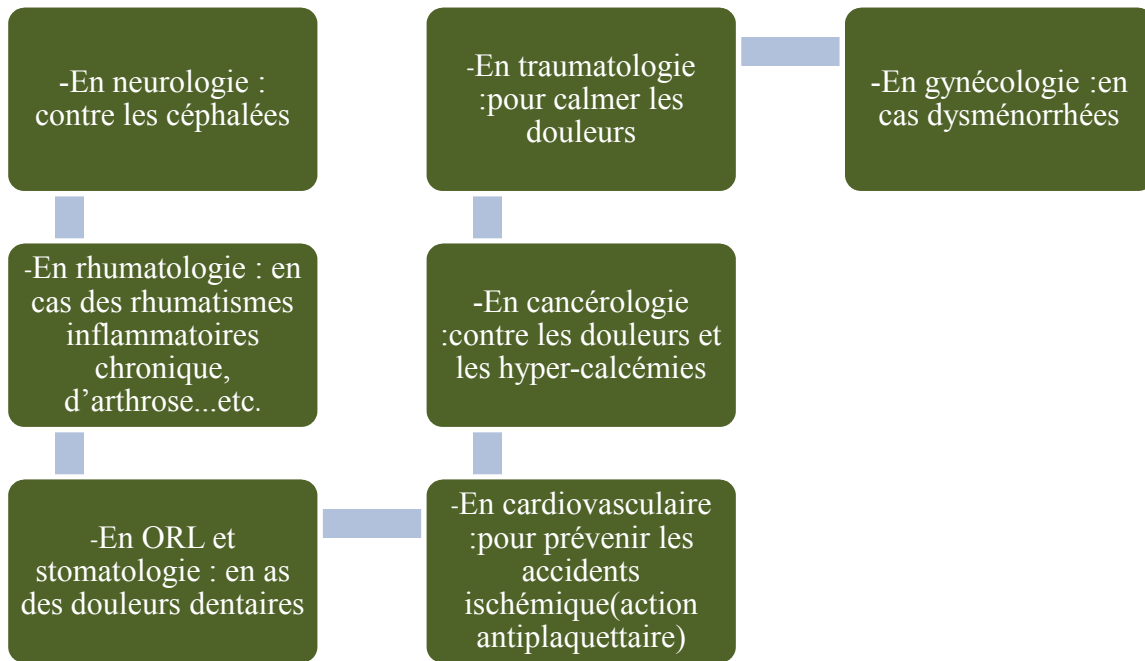 -En neurologie :
contre les céphalées
-En rhumatologie : en
cas des rhumatismes
inflammatoires
chronique,
d’arthrose...etc.
-En ORL et
stomatologie : en as
des douleurs dentaires
-En cardiovasculaire
:pour prévenir les
accidents
ischémique(action
antiplaquettaire)
-En cancérologie
:contre les douleurs et
les hyper-calcémies
-En traumatologie
:pour calmer les
douleurs
-En gynécologie :en
cas dysménorrhées